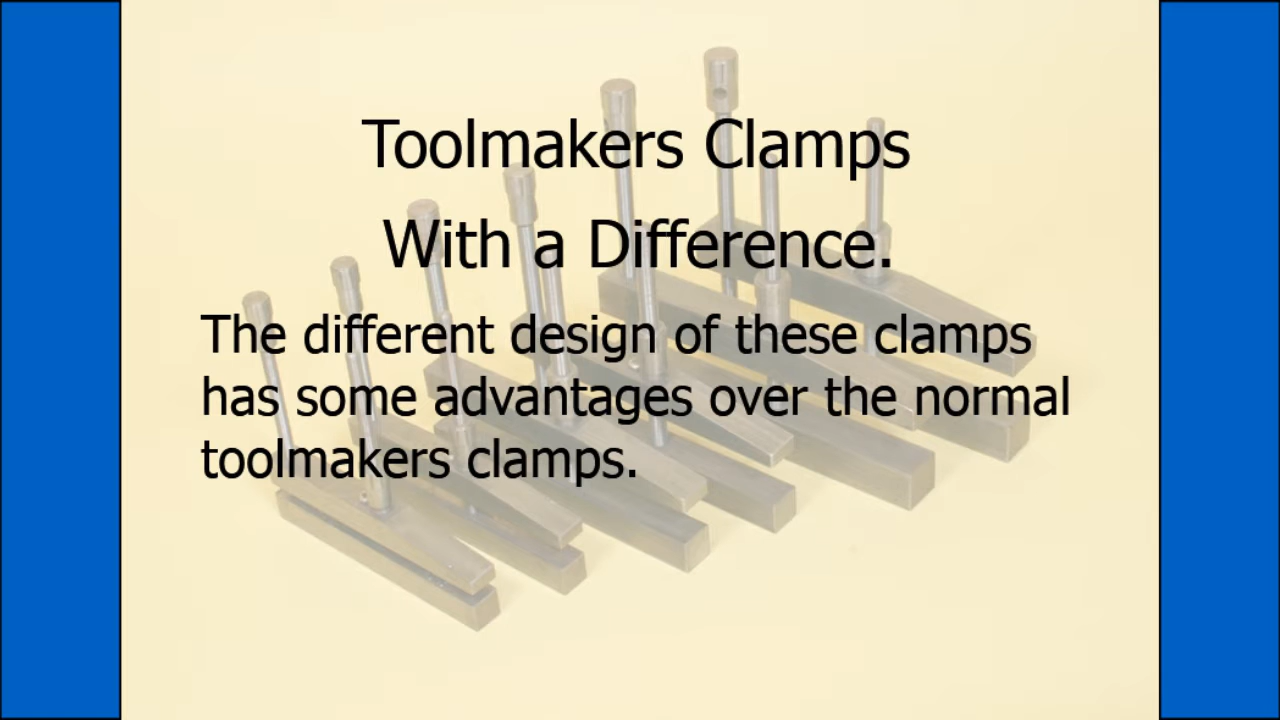 Toolmakers Clamps
With a Difference.
The different design of these clamps
has some advantages over the normal
toolmakers clamps.